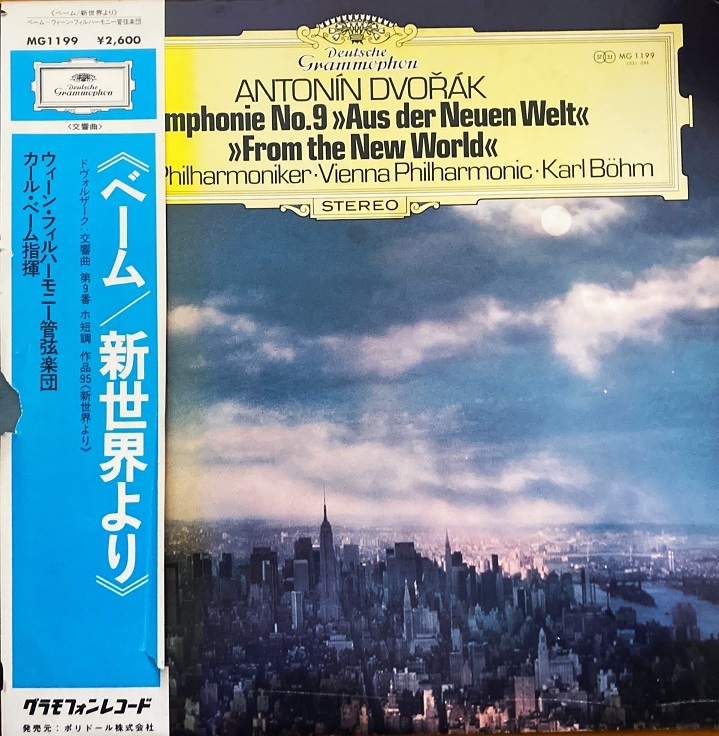 《ベーム/新世界より》
ベーム-ウィーン・フィルハーモニー管弦楽団
MG1199 ¥2,600
Deutsche
Grammophon
〈交響曲〉
《ベーム/新世界より》
ドヴォルザーク:交響曲 第9番 ホ短調 作品95《新世界より》
ウィーン・フィルハーモニー管弦楽団
カール・ベーム指揮
グラモフォンレコード
発売元:ポリドール株式会社
Deutsche
Grammophon
MG 1199
2531 098
ANTONÍN DVOŘÁK
mphonie No.9 »Aus der Neuen Welt«
»From the New World«
Philharmoniker·Vienna Philharmonic·Karl Böhm
STEREO